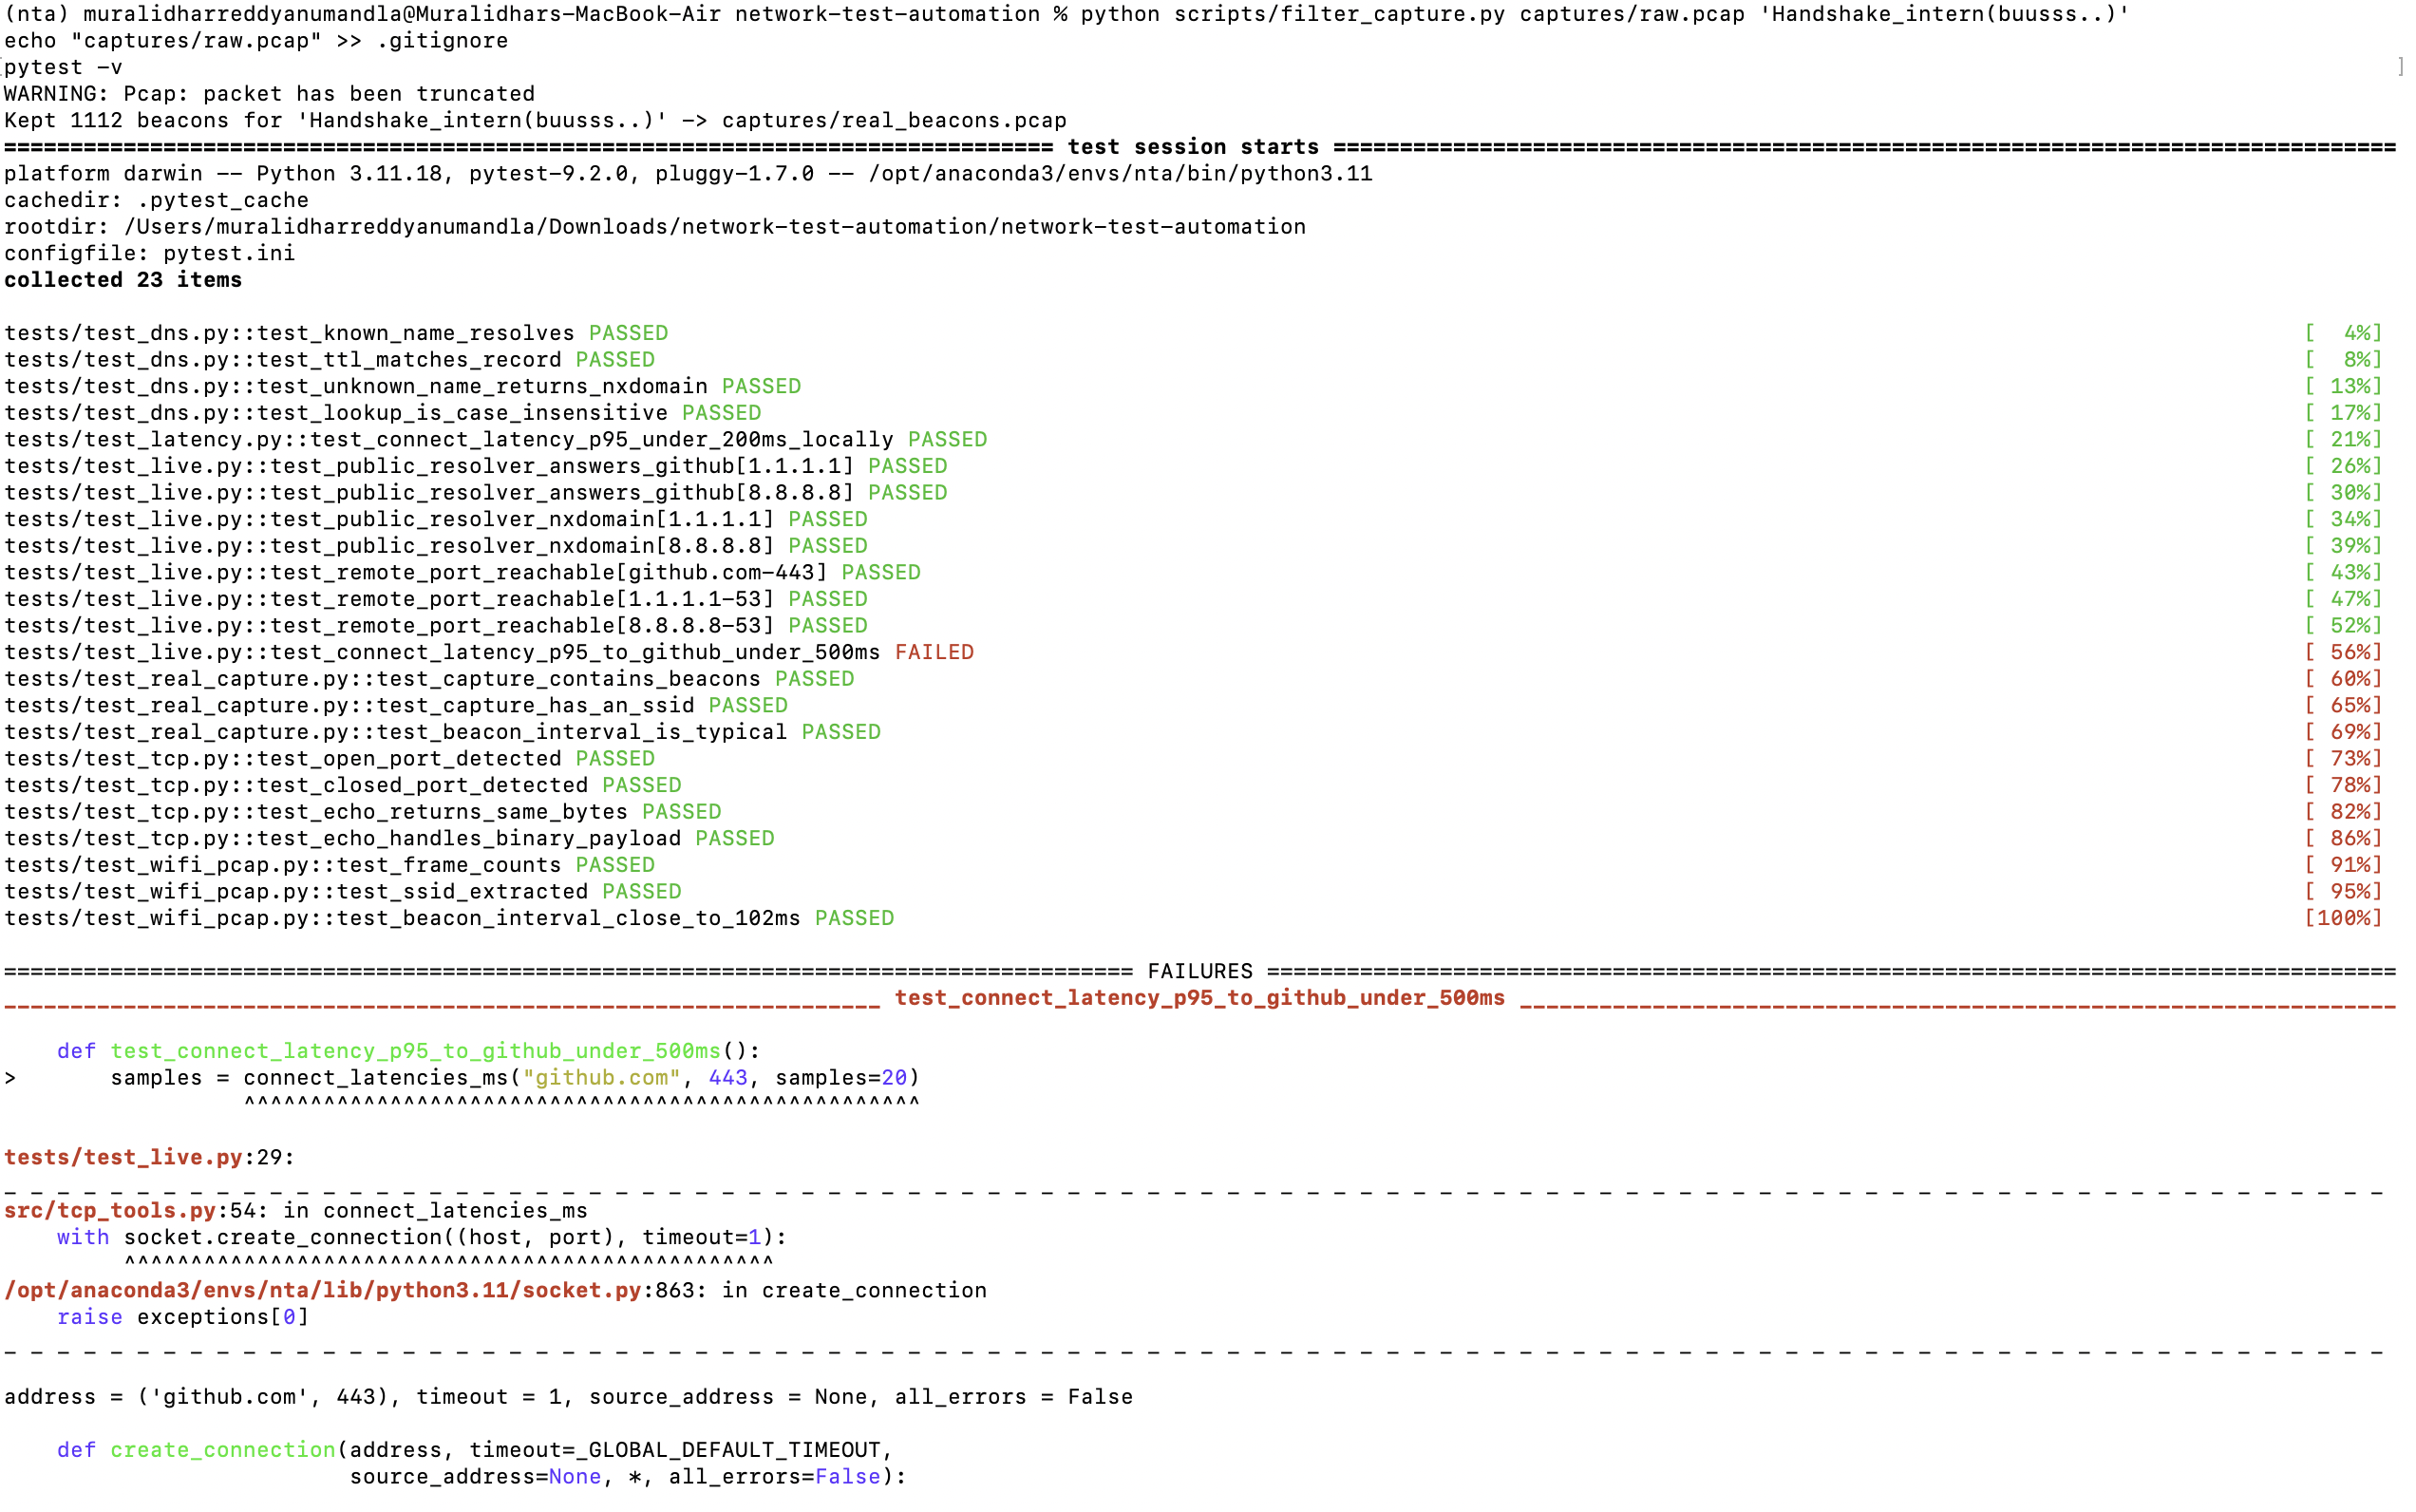 (nta) muralidharreddyanumandla@Muralidhars-MacBook-Air network-test-automation % python scripts/filter_capture.py captures/raw.pcap 'Handshake_intern(buusss..)'
echo "captures/raw.pcap" >> .gitignore
[pytest -v ]
WARNING: Pcap: packet has been truncated
Kept 1112 beacons for 'Handshake_intern(buusss..)' -> captures/real_beacons.pcap
=============================================================================== test session starts ================================================================================
platform darwin -- Python 3.11.18, pytest-9.2.0, pluggy-1.7.0 -- /opt/anaconda3/envs/nta/bin/python3.11
cachedir: .pytest_cache
rootdir: /Users/muralidharreddyanumandla/Downloads/network-test-automation/network-test-automation
configfile: pytest.ini
collected 23 items
tests/test_dns.py::test_known_name_resolves PASSED [  4%]
tests/test_dns.py::test_ttl_matches_record PASSED [  8%]
tests/test_dns.py::test_unknown_name_returns_nxdomain PASSED [ 13%]
tests/test_dns.py::test_lookup_is_case_insensitive PASSED [ 17%]
tests/test_latency.py::test_connect_latency_p95_under_200ms_locally PASSED [ 21%]
tests/test_live.py::test_public_resolver_answers_github[1.1.1.1] PASSED [ 26%]
tests/test_live.py::test_public_resolver_answers_github[8.8.8.8] PASSED [ 30%]
tests/test_live.py::test_public_resolver_nxdomain[1.1.1.1] PASSED [ 34%]
tests/test_live.py::test_public_resolver_nxdomain[8.8.8.8] PASSED [ 39%]
tests/test_live.py::test_remote_port_reachable[github.com-443] PASSED [ 43%]
tests/test_live.py::test_remote_port_reachable[1.1.1.1-53] PASSED [ 47%]
tests/test_live.py::test_remote_port_reachable[8.8.8.8-53] PASSED [ 52%]
tests/test_live.py::test_connect_latency_p95_to_github_under_500ms FAILED [ 56%]
tests/test_real_capture.py::test_capture_contains_beacons PASSED [ 60%]
tests/test_real_capture.py::test_capture_has_an_ssid PASSED [ 65%]
tests/test_real_capture.py::test_beacon_interval_is_typical PASSED [ 69%]
tests/test_tcp.py::test_open_port_detected PASSED [ 73%]
tests/test_tcp.py::test_closed_port_detected PASSED [ 78%]
tests/test_tcp.py::test_echo_returns_same_bytes PASSED [ 82%]
tests/test_tcp.py::test_echo_handles_binary_payload PASSED [ 86%]
tests/test_wifi_pcap.py::test_frame_counts PASSED [ 91%]
tests/test_wifi_pcap.py::test_ssid_extracted PASSED [ 95%]
tests/test_wifi_pcap.py::test_beacon_interval_close_to_102ms PASSED [100%]
===================================================================================== FAILURES =====================================================================================
__________________________________________________________________ test_connect_latency_p95_to_github_under_500ms __________________________________________________________________
    def test_connect_latency_p95_to_github_under_500ms():
>       samples = connect_latencies_ms("github.com", 443, samples=20)
                  ^^^^^^^^^^^^^^^^^^^^^^^^^^^^^^^^^^^^^^^^^^^^^^^^^^^
tests/test_live.py:29:
_ _ _ _ _ _ _ _ _ _ _ _ _ _ _ _ _ _ _ _ _ _ _ _ _ _ _ _ _ _ _ _ _ _ _ _ _ _ _ _ _ _ _ _ _ _ _ _ _ _ _ _ _ _ _ _ _ _ _ _ _ _ _ _ _ _ _ _ _ _ _ _ _ _ _ _ _ _ _ _ _ _ _ _ _ _ _ _ _ _
src/tcp_tools.py:54: in connect_latencies_ms
    with socket.create_connection((host, port), timeout=1):
         ^^^^^^^^^^^^^^^^^^^^^^^^^^^^^^^^^^^^^^^^^^^^^^^^^
/opt/anaconda3/envs/nta/lib/python3.11/socket.py:863: in create_connection
    raise exceptions[0]
_ _ _ _ _ _ _ _ _ _ _ _ _ _ _ _ _ _ _ _ _ _ _ _ _ _ _ _ _ _ _ _ _ _ _ _ _ _ _ _ _ _ _ _ _ _ _ _ _ _ _ _ _ _ _ _ _ _ _ _ _ _ _ _ _ _ _ _ _ _ _ _ _ _ _ _ _ _ _ _ _ _ _ _ _ _ _ _ _ _
address = ('github.com', 443), timeout = 1, source_address = None, all_errors = False
    def create_connection(address, timeout=_GLOBAL_DEFAULT_TIMEOUT,
                          source_address=None, *, all_errors=False):